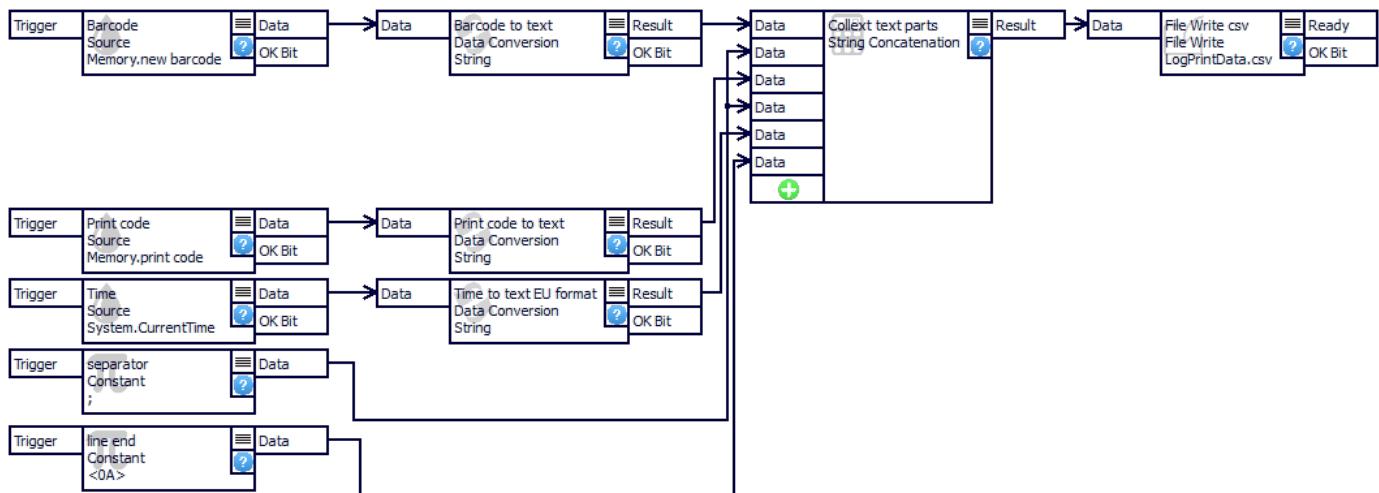 Trigger
Barcode
Source
Memory.new barcode
Data
OK Bit
Data
Barcode to text
Data Conversion
String
Result
OK Bit
Data
Data
Data
Data
Data
Data
Collext text parts
String Concatenation
Result
Data
File Write csv
File Write
LogPrintData.csv
Ready
OK Bit
Trigger
Print code
Source
Memory.print code
Data
OK Bit
Data
Print code to text
Data Conversion
String
Result
OK Bit
Trigger
Time
Source
System.CurrentTime
Data
OK Bit
Data
Time to text EU format
Data Conversion
String
Result
OK Bit
Trigger
separator
Constant
;
Data
Trigger
line end
Constant
<0A>
Data